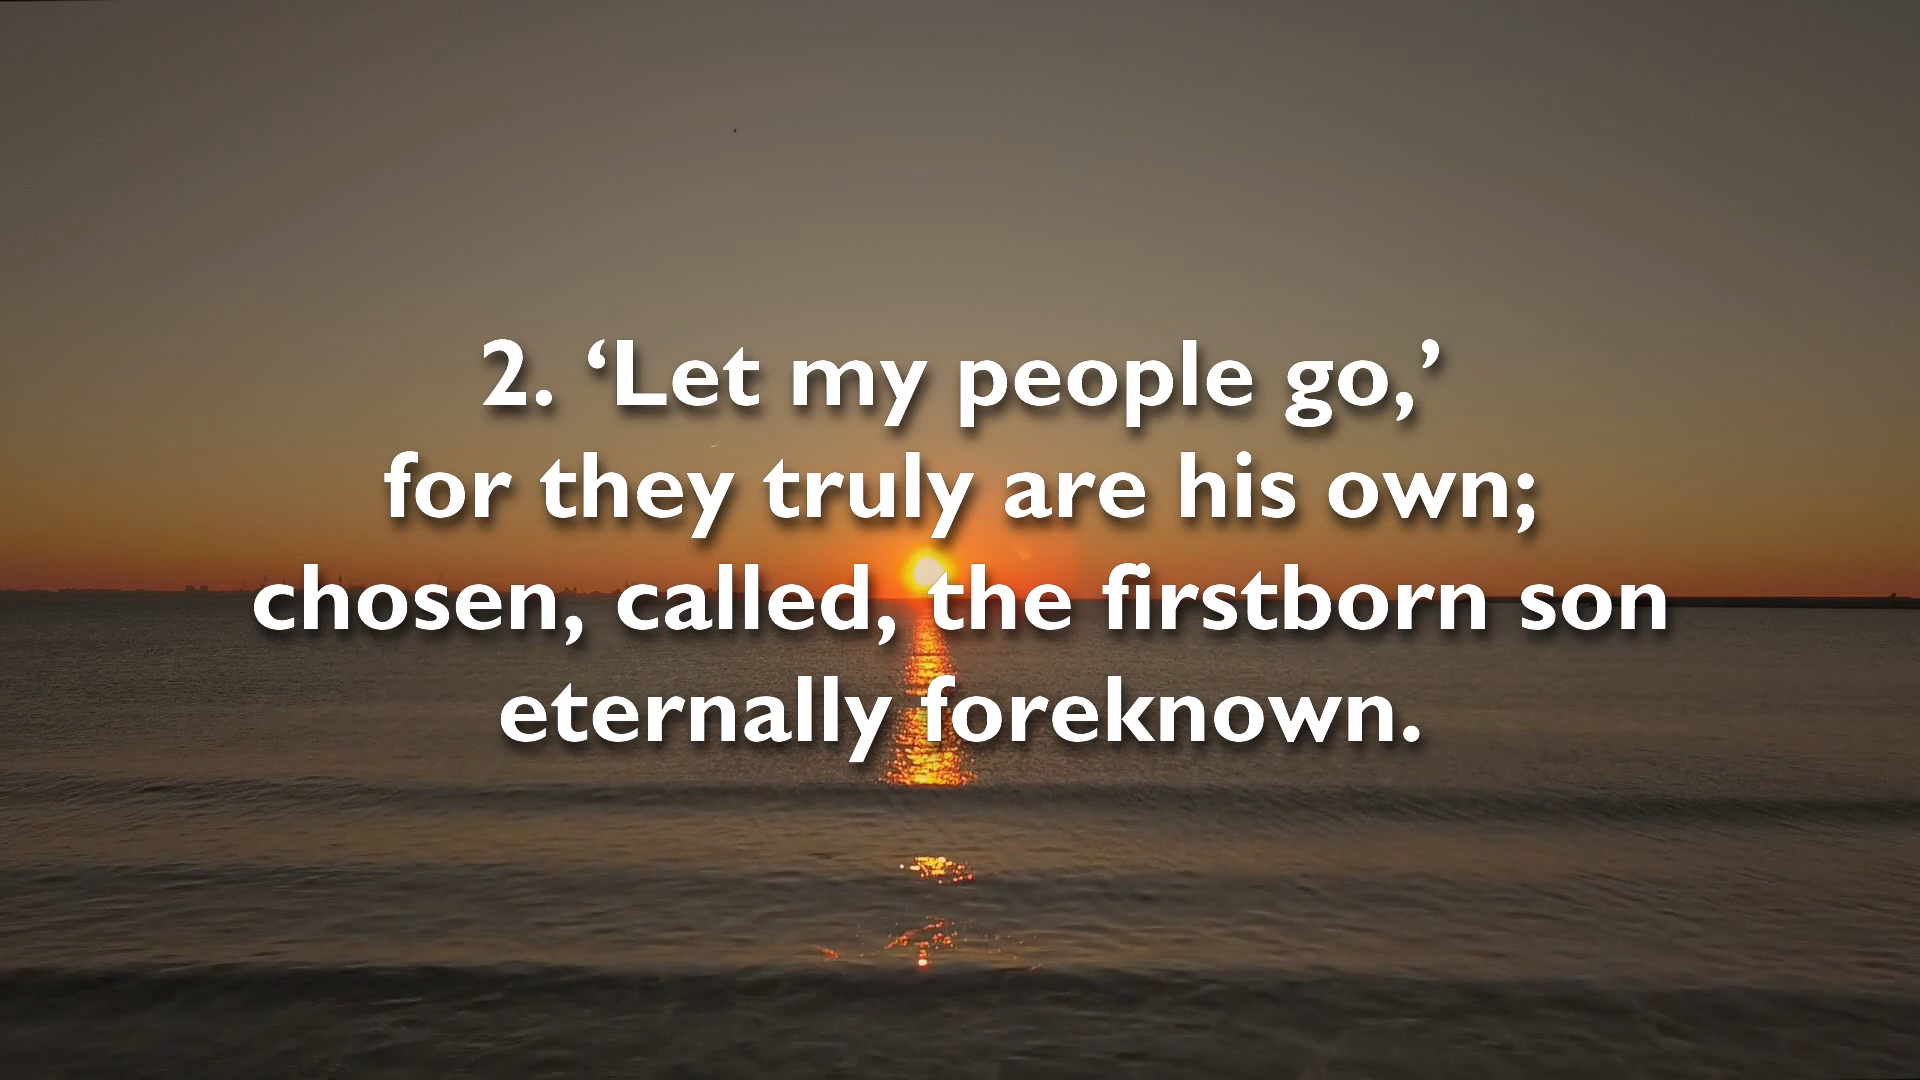 2. ‘Let my people go,’
for they truly are his own;
chosen, called, the firstborn son
eternally foreknown.